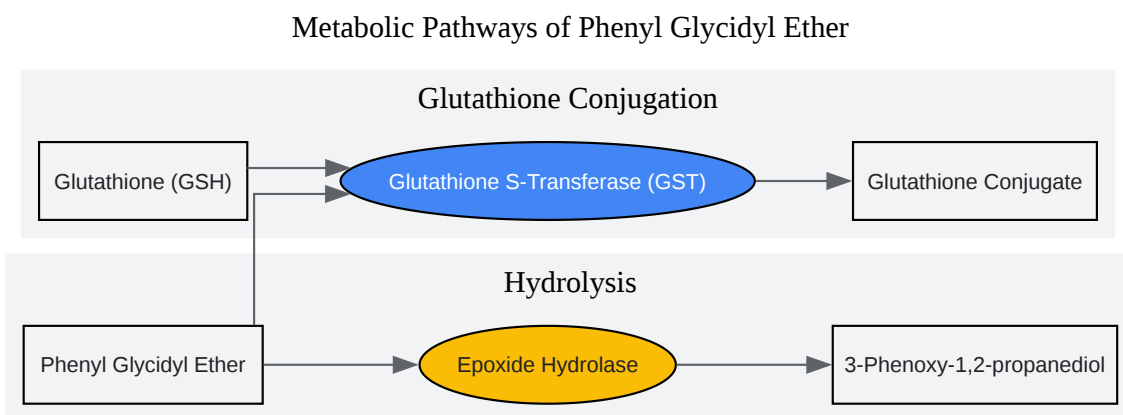 Metabolic Pathways of Phenyl Glycidyl Ether
Glutathione Conjugation
Glutathione (GSH)
Glutathione S-Transferase (GST)
Glutathione Conjugate
Hydrolysis
Phenyl Glycidyl Ether
Epoxide Hydrolase
3-Phenoxy-1,2-propanediol